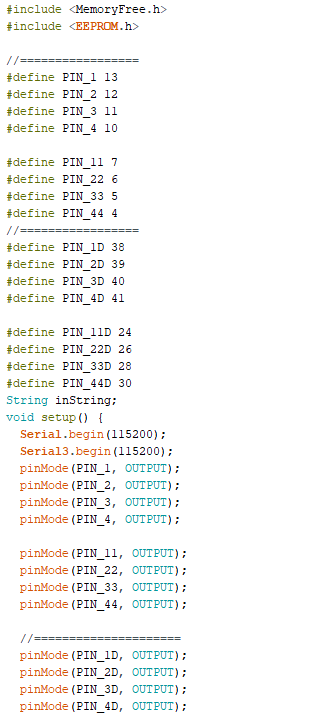 #include <MemoryFree.h>
#include <EEPROM.h>
//=================
#define PIN_1 13
#define PIN_2 12
#define PIN_3 11
#define PIN_4 10
#define PIN_11 7
#define PIN_22 6
#define PIN_33 5
#define PIN_44 4
//=================
#define PIN_1D 38
#define PIN_2D 39
#define PIN_3D 40
#define PIN_4D 41
#define PIN_11D 24
#define PIN_22D 26
#define PIN_33D 28
#define PIN_44D 30
String inString;
void setup() {
  Serial.begin(115200);
  Serial3.begin(115200);
  pinMode(PIN_1, OUTPUT);
  pinMode(PIN_2, OUTPUT);
  pinMode(PIN_3, OUTPUT);
  pinMode(PIN_4, OUTPUT);
  pinMode(PIN_11, OUTPUT);
  pinMode(PIN_22, OUTPUT);
  pinMode(PIN_33, OUTPUT);
  pinMode(PIN_44, OUTPUT);
  //=====================
  pinMode(PIN_1D, OUTPUT);
  pinMode(PIN_2D, OUTPUT);
  pinMode(PIN_3D, OUTPUT);
  pinMode(PIN_4D, OUTPUT);